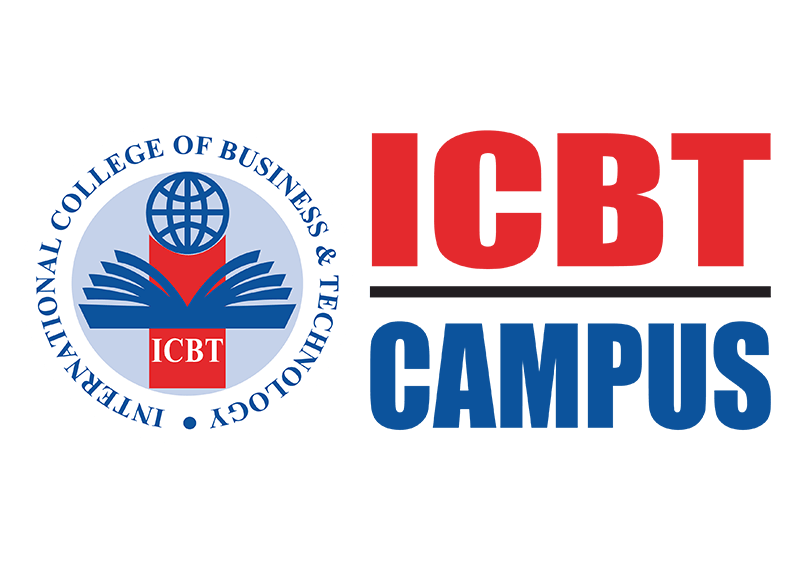 INTERNATIONAL COLLEGE OF BUSINESS & TECHNOLOGY •
ICBT
ICBT
CAMPUS